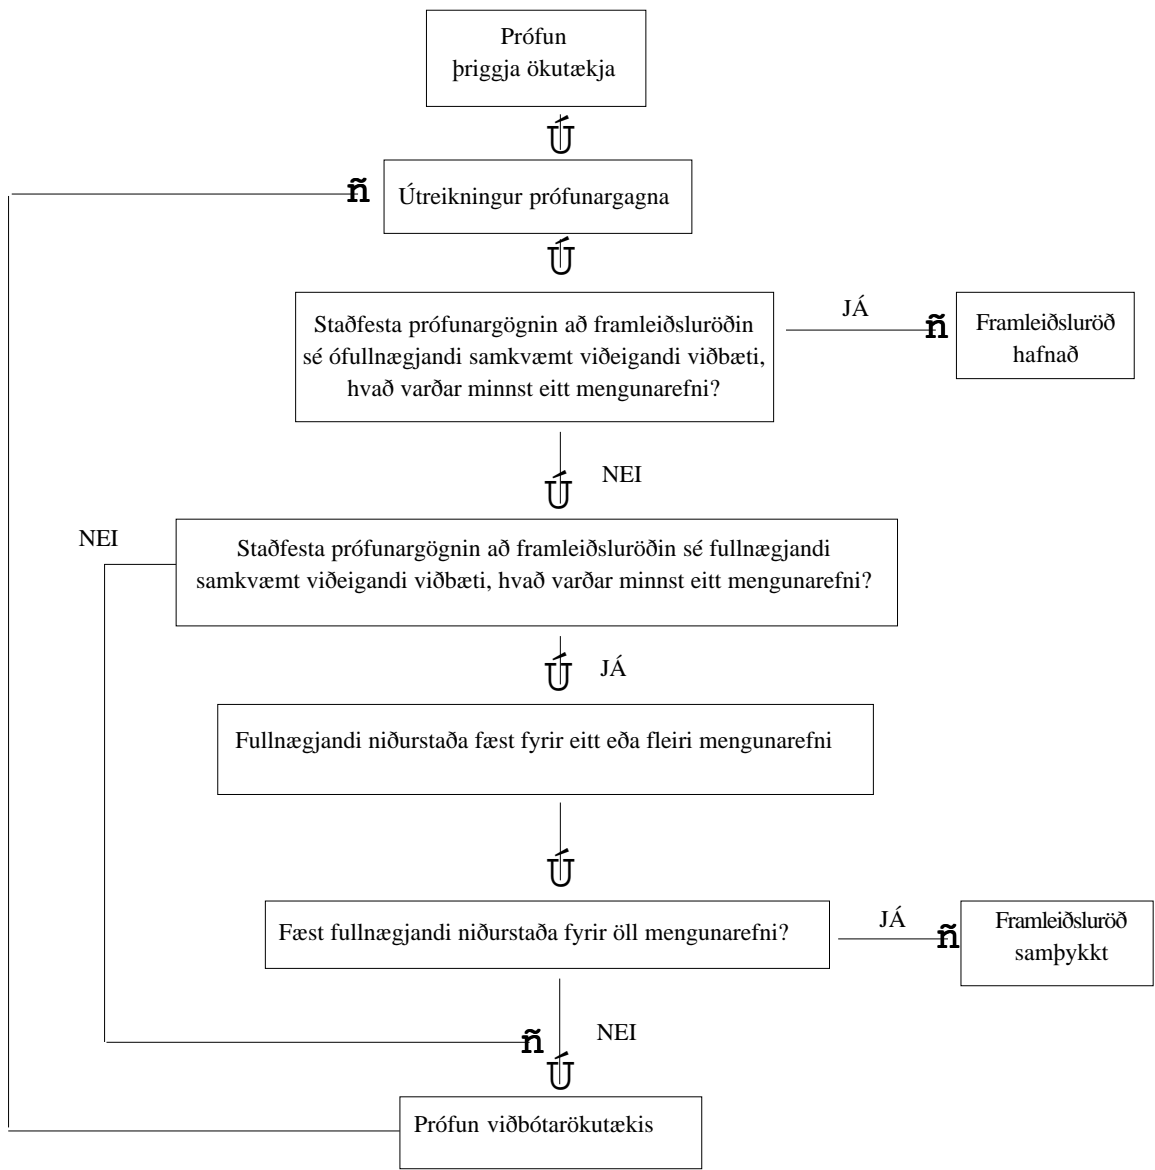 Prófun
þriggja ökutækja
Ú
ñ
Útreikningur prófunargagna
Ú
Staðfesta prófunargögnin að framleiðsluröðin
sé ófullnægjandi samkvæmt viðeigandi viðbæti,
hvað varðar minnst eitt mengunarefni?
JÁ
ñ
Framleiðsluröð
hafnað
Ú
NEI
NEI
Staðfesta prófunargögnin að framleiðsluröðin sé fullnægjandi
samkvæmt viðeigandi viðbæti, hvað varðar minnst eitt mengunarefni?
Ú
JÁ
Fullnægjandi niðurstaða fæst fyrir eitt eða fleiri mengunarefni
Ú
Fæst fullnægjandi niðurstaða fyrir öll mengunarefni?
JÁ
ñ
Framleiðsluröð
samþykkt
ñ
NEI
Ú
Prófun viðbótarökutækis